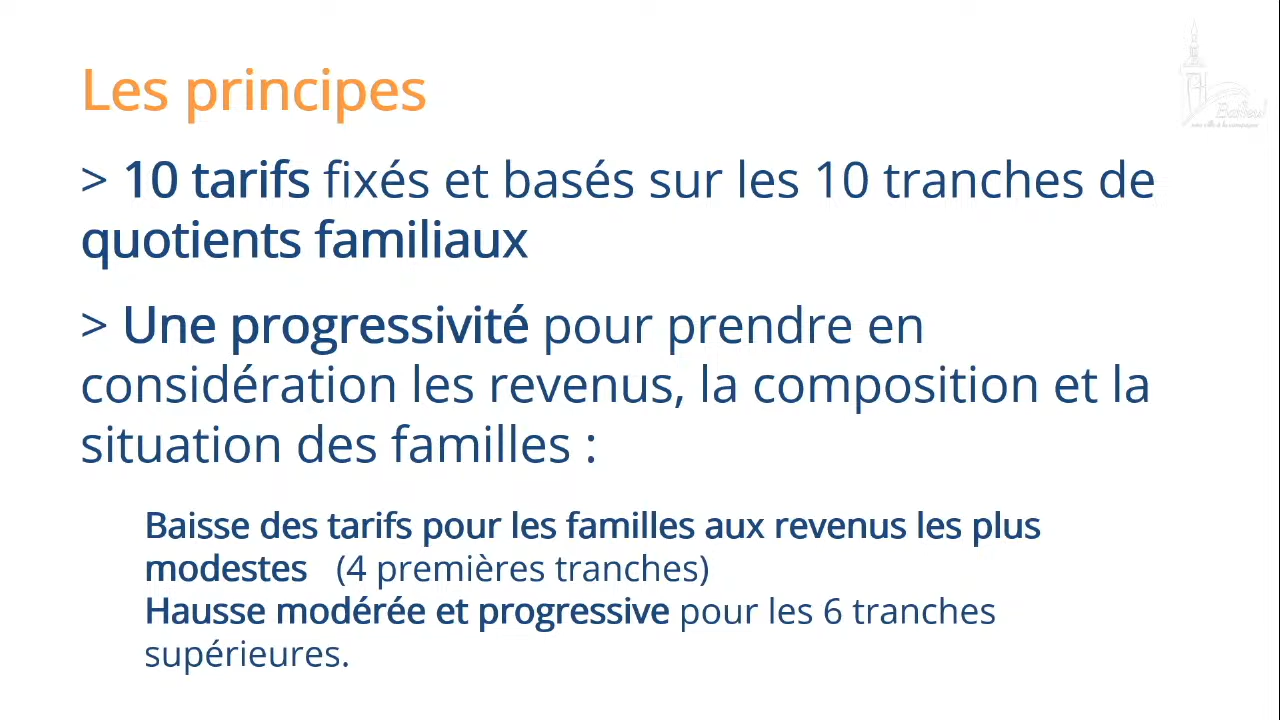 Les principes
> 10 tarifs fixés et basés sur les 10 tranches de
quotients familiaux
> Une progressivité pour prendre en
considération les revenus, la composition et la
situation des familles :
Baisse des tarifs pour les familles aux revenus les plus
modestes (4 premières tranches)
Hausse modérée et progressive pour les 6 tranches
supérieures.
Bailleul